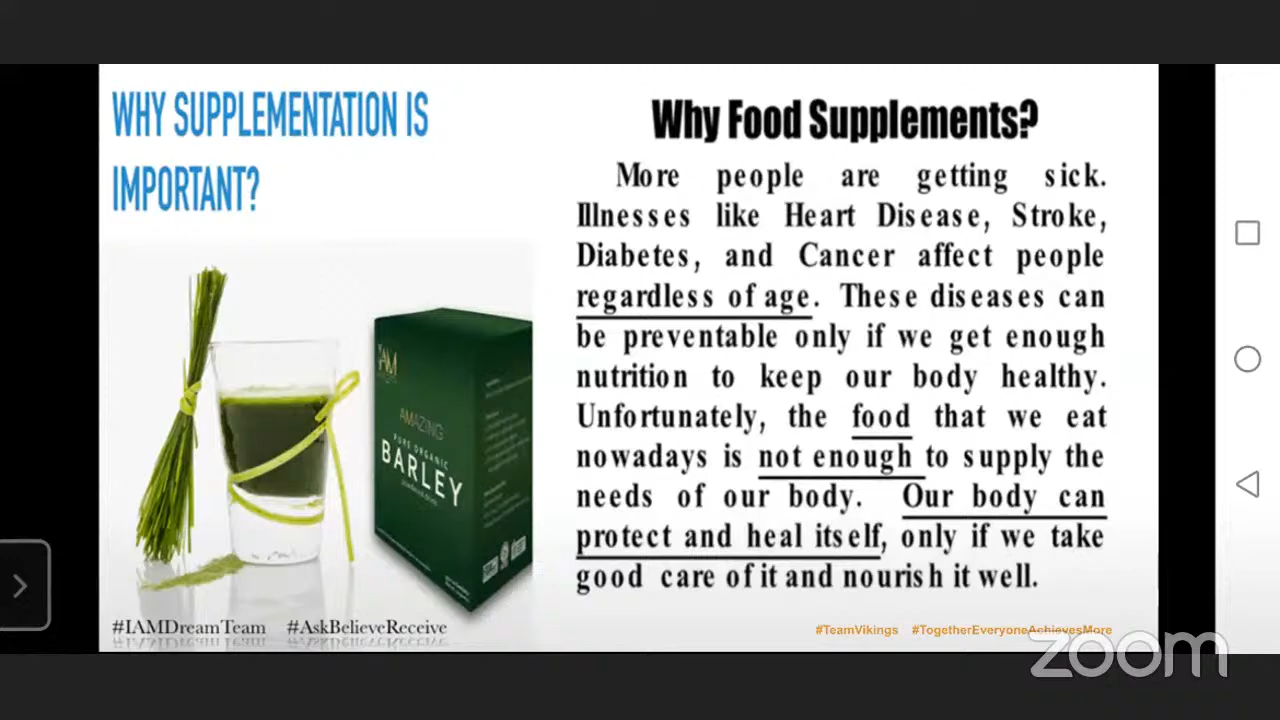 WHY SUPPLEMENTATION IS
IMPORTANT?
Why Food Supplements?
More people are getting sick.
Illnesses like Heart Disease, Stroke,
Diabetes, and Cancer affect people
regardless of age. These diseases can
be preventable only if we get enough
nutrition to keep our body healthy.
Unfortunately, the food that we eat
nowadays is not enough to supply the
needs of our body. Our body can
protect and heal itself, only if we take
good care of it and nourish it well.
IAM
AMAZING
PURE ORGANIC
BARLEY
#IAMDreamTeam #AskBelieveReceive
#TeamVikings #TogetherEveryoneAchievesMore
zoom